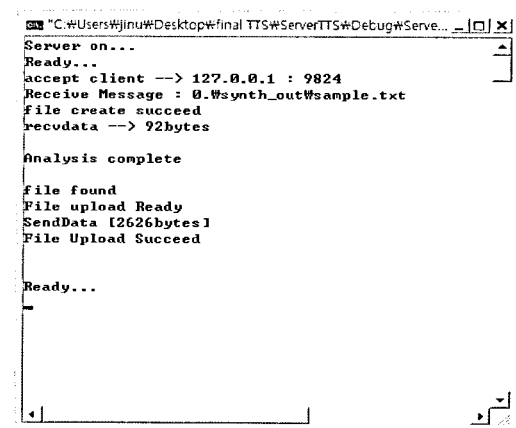 "C:₩Users₩jinu₩Desktop₩final TTS₩ServerTTS₩Debug₩Serve...
Server on...
Ready...
accept client --> 127.0.0.1 : 9824
Receive Message : 0.₩synth_out₩sample.txt
file create succeed
recvdata --> 92bytes
Analysis complete
file found
File upload Ready
SendData [2626bytes]
File Upload Succeed
Ready...